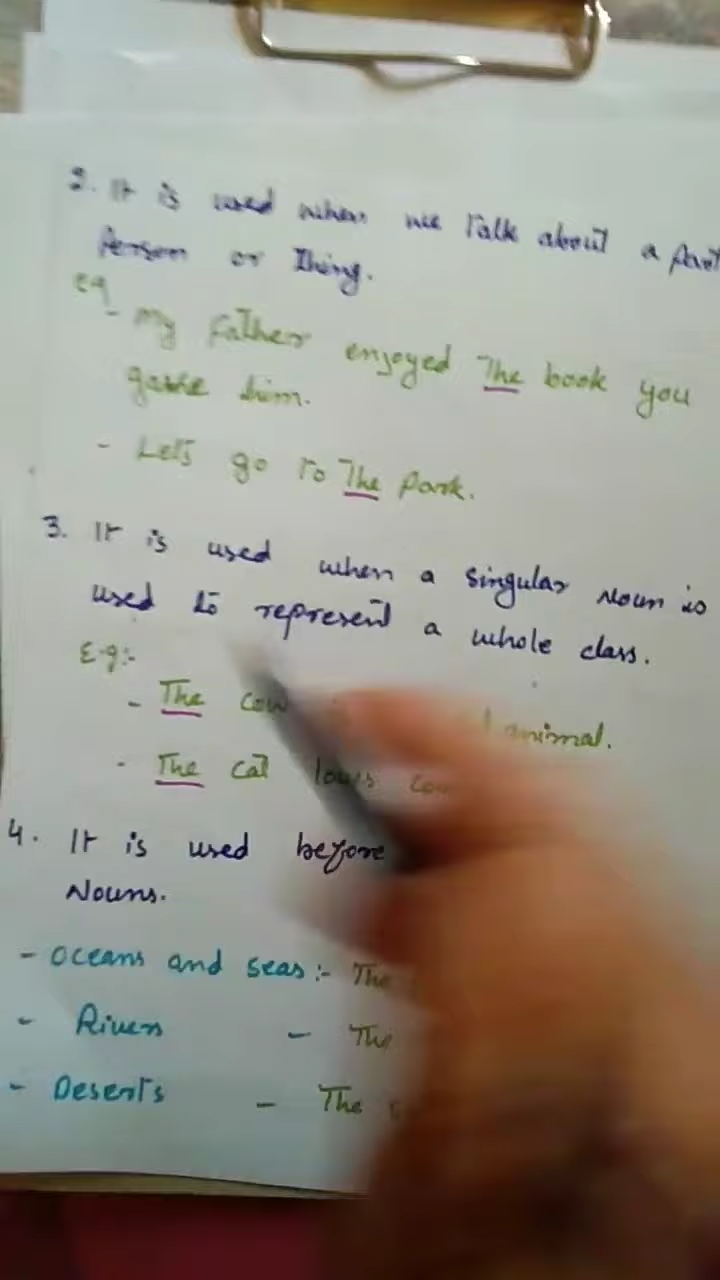 2. It is used when we Talk about a
Person or Thing.
eg
- My Father enjoyed The book you
gave him.
- Let's go to The Park.
3. It is used when a singular Noun is
used to represent a whole class.
E.g:-
- The cow animal.
- The cat
4. It is used before
Nouns.
- Oceans and seas:- The
- Rivers - The
- Deserts - The